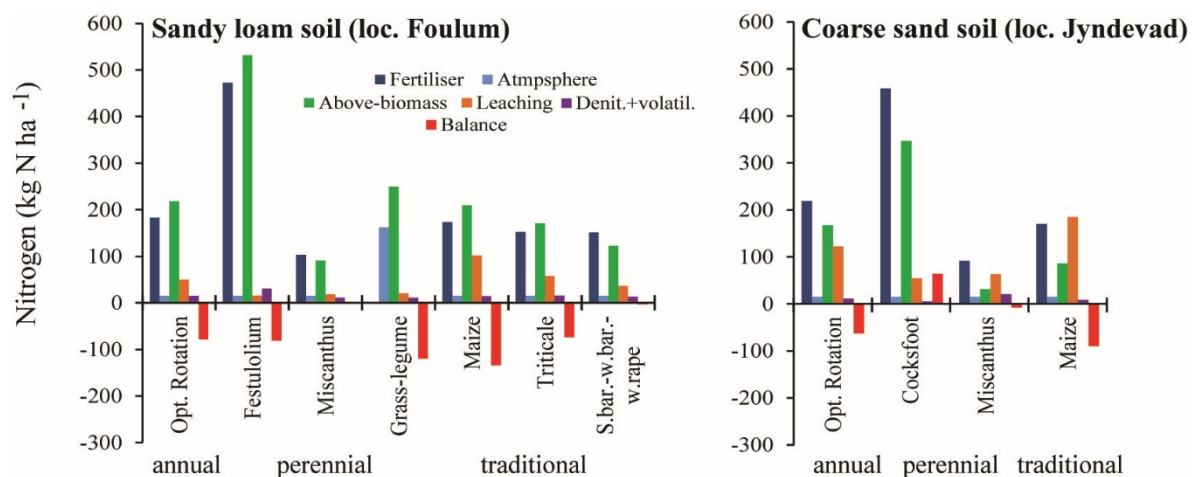 Sandy loam soil (loc. Foulum)
Coarse sand soil (loc. Jyndevad)
Nitrogen (kg N ha -1)
600
500
400
300
200
100
0
-100
-200
-300
Fertiliser
Atmpsphere
Above-biomass
Leaching
Denit.+volatil.
Balance
Opt. Rotation
Festulolium
Miscanthus
Grass-legume
Maize
Triticale
S.bar.-w.bar.-
w.rape
annual
perennial
traditional
600
500
400
300
200
100
0
-100
-200
-300
Opt. Rotation
Cocksfoot
Miscanthus
Maize
annual
perennial
traditional